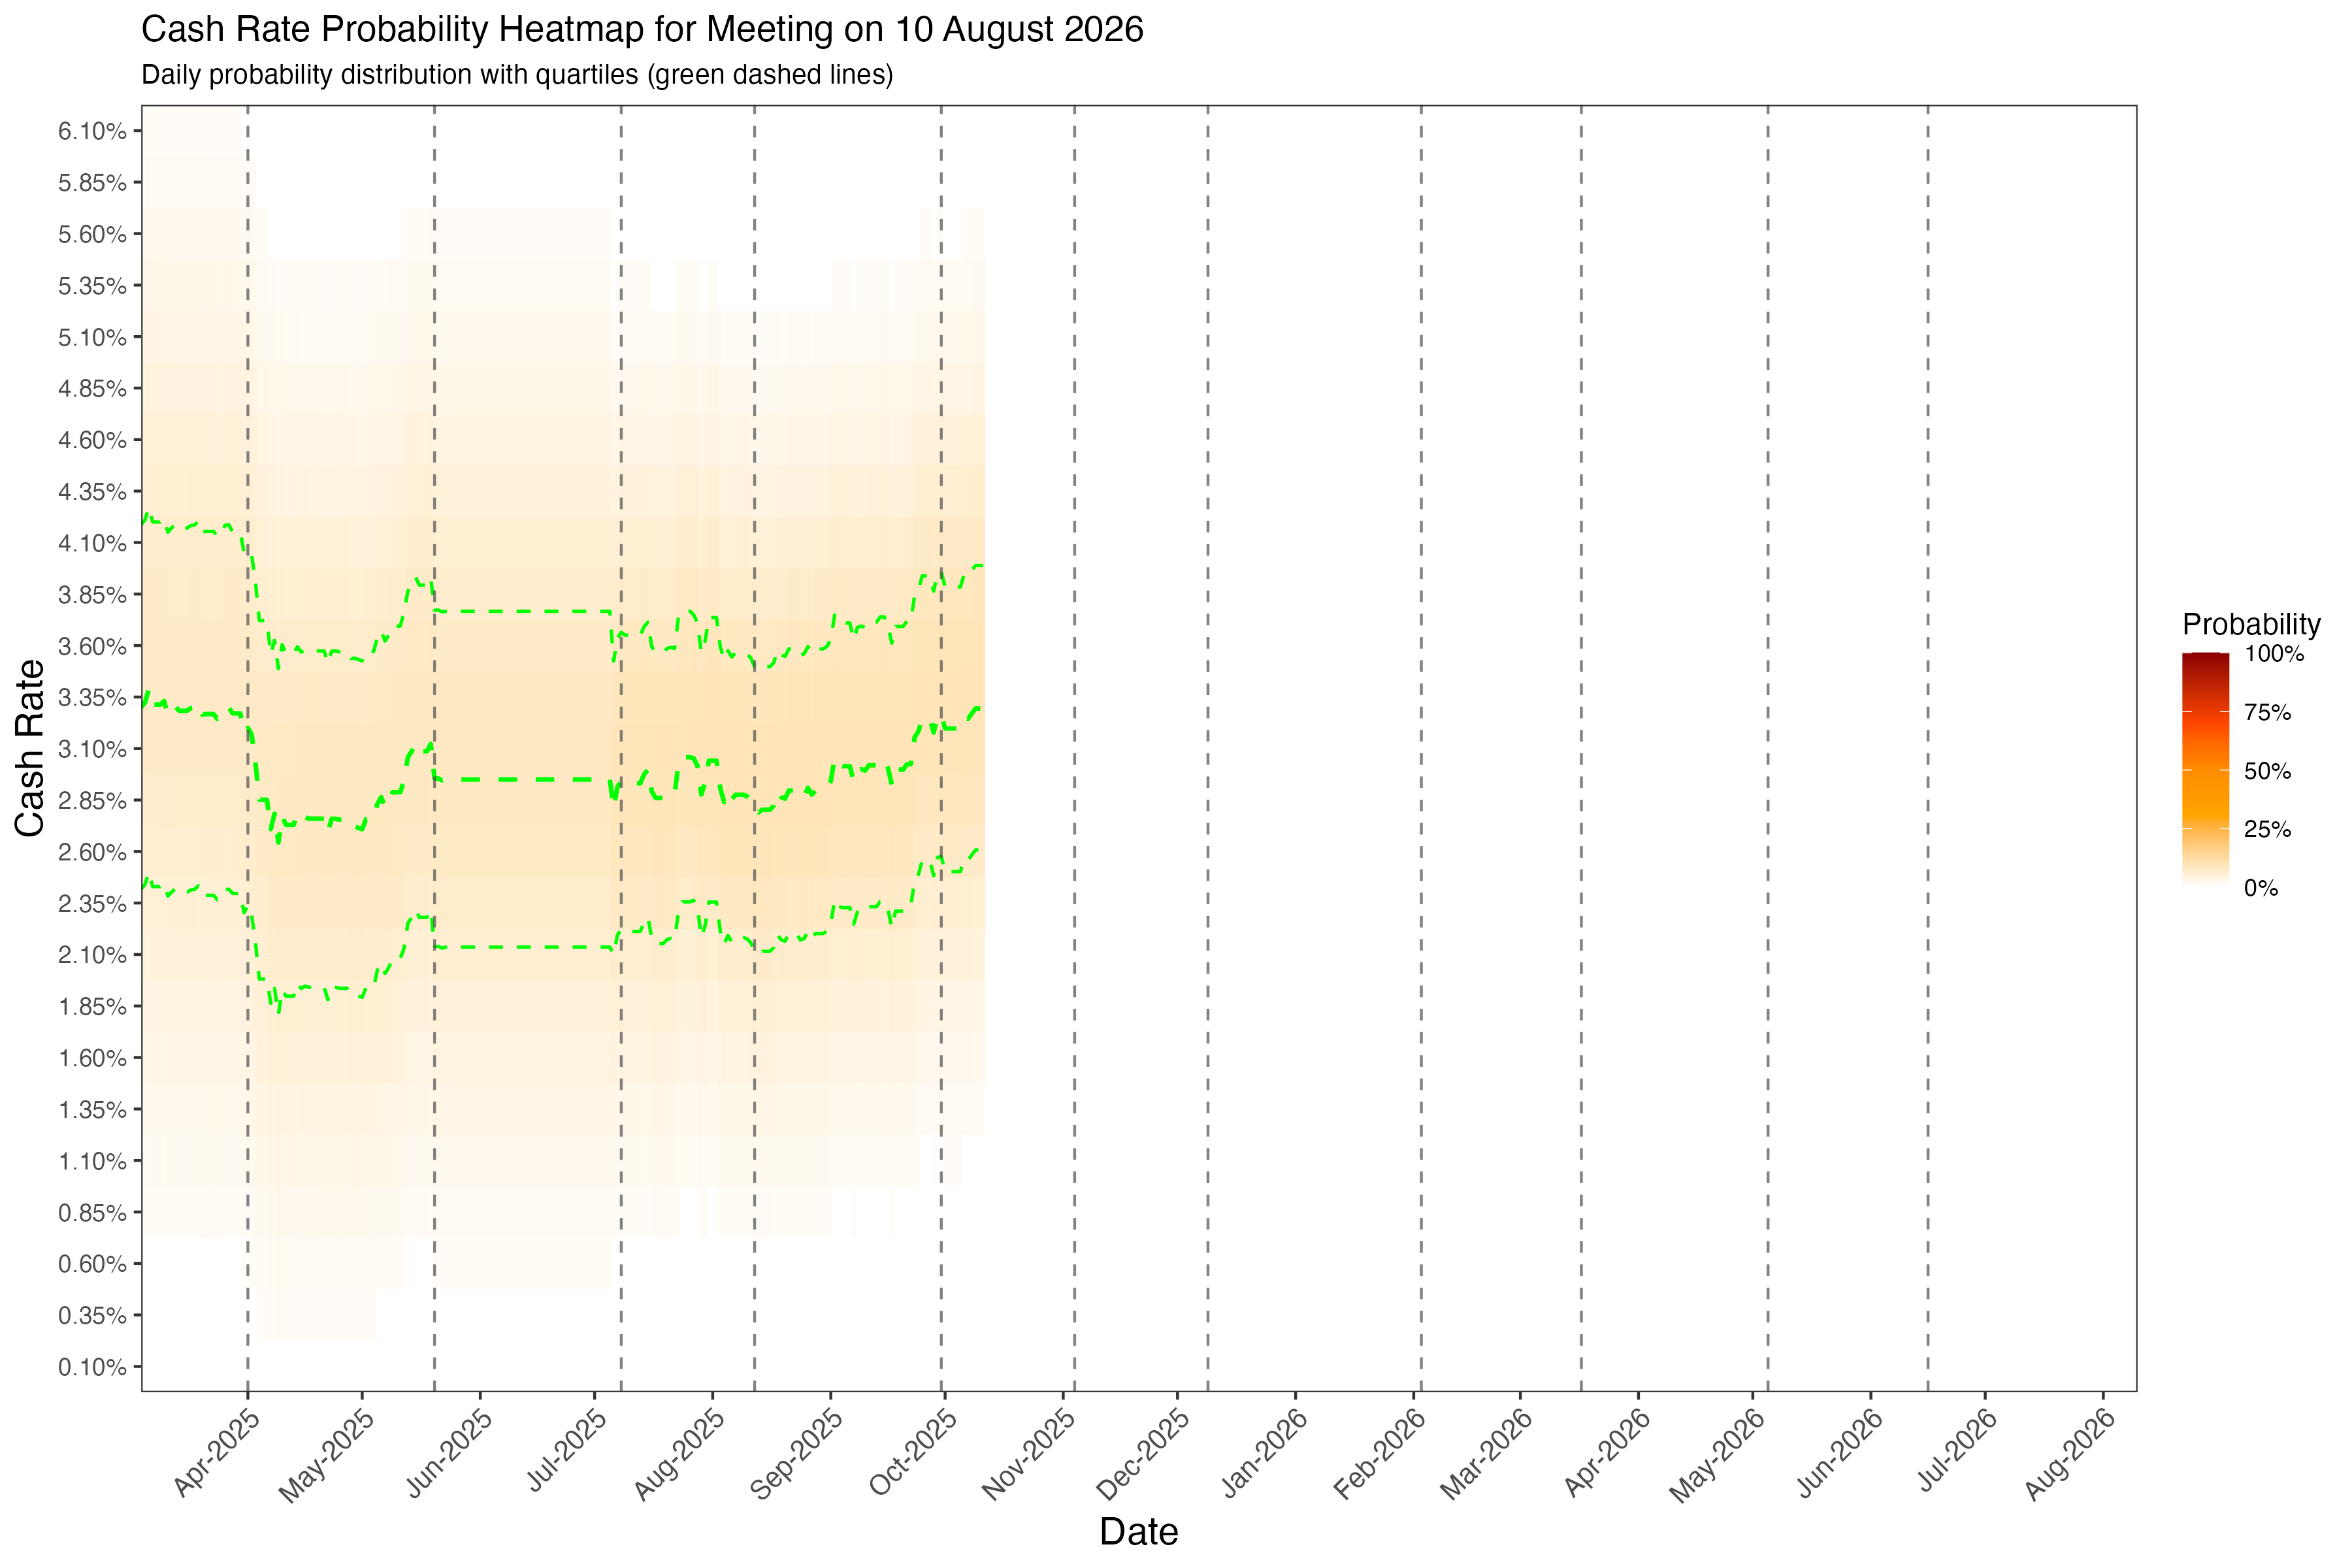 Cash Rate Probability Heatmap for Meeting on 10 August 2026
Daily probability distribution with quartiles (green dashed lines)
Cash Rate
6.10%
5.85%
5.60%
5.35%
5.10%
4.85%
4.60%
4.35%
4.10%
3.85%
3.60%
3.35%
3.10%
2.85%
2.60%
2.35%
2.10%
1.85%
1.60%
1.35%
1.10%
0.85%
0.60%
0.35%
0.10%
Apr-2025
May-2025
Jun-2025
Jul-2025
Aug-2025
Sep-2025
Oct-2025
Nov-2025
Dec-2025
Jan-2026
Feb-2026
Mar-2026
Apr-2026
May-2026
Jun-2026
Jul-2026
Aug-2026
Date
Probability
100%
75%
50%
25%
0%